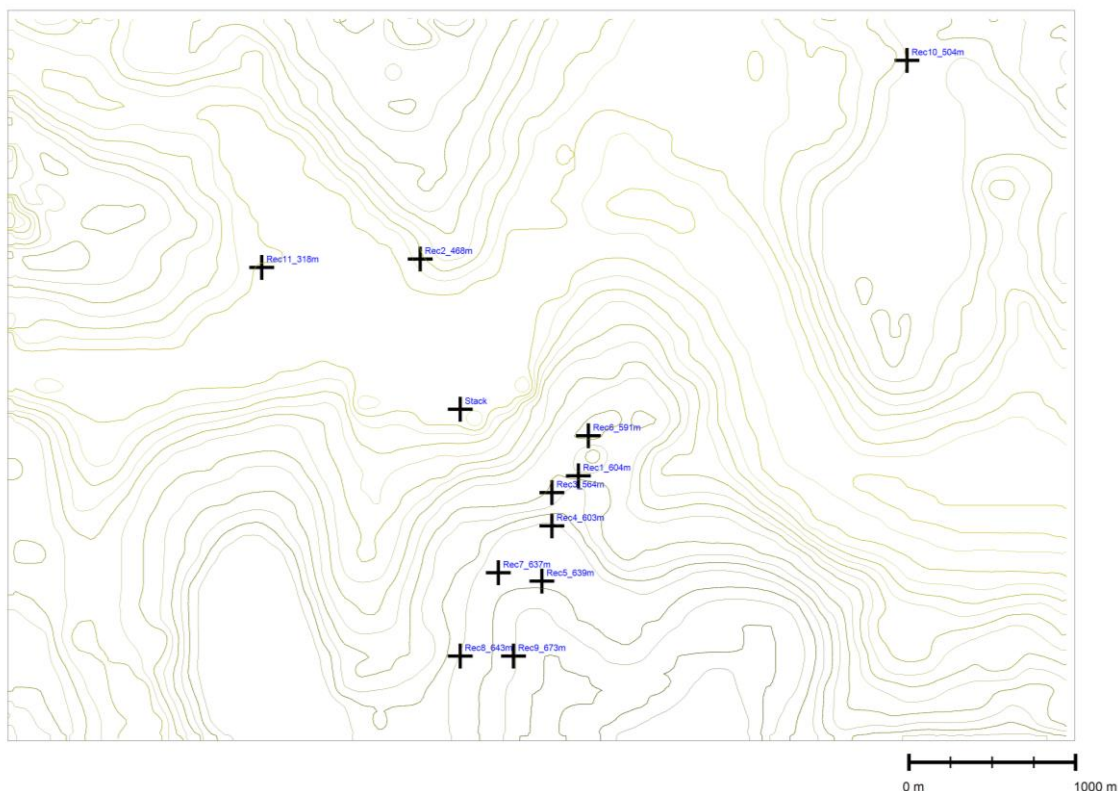 Rec10_504m
Rec2_468m
Rec11_318m
Stack
Rec6_591m
Rec1_604m
Rec3_564m
Rec4_603m
Rec7_637m
Rec5_639m
Rec8_643m
Rec9_673m
0 m
1000 m